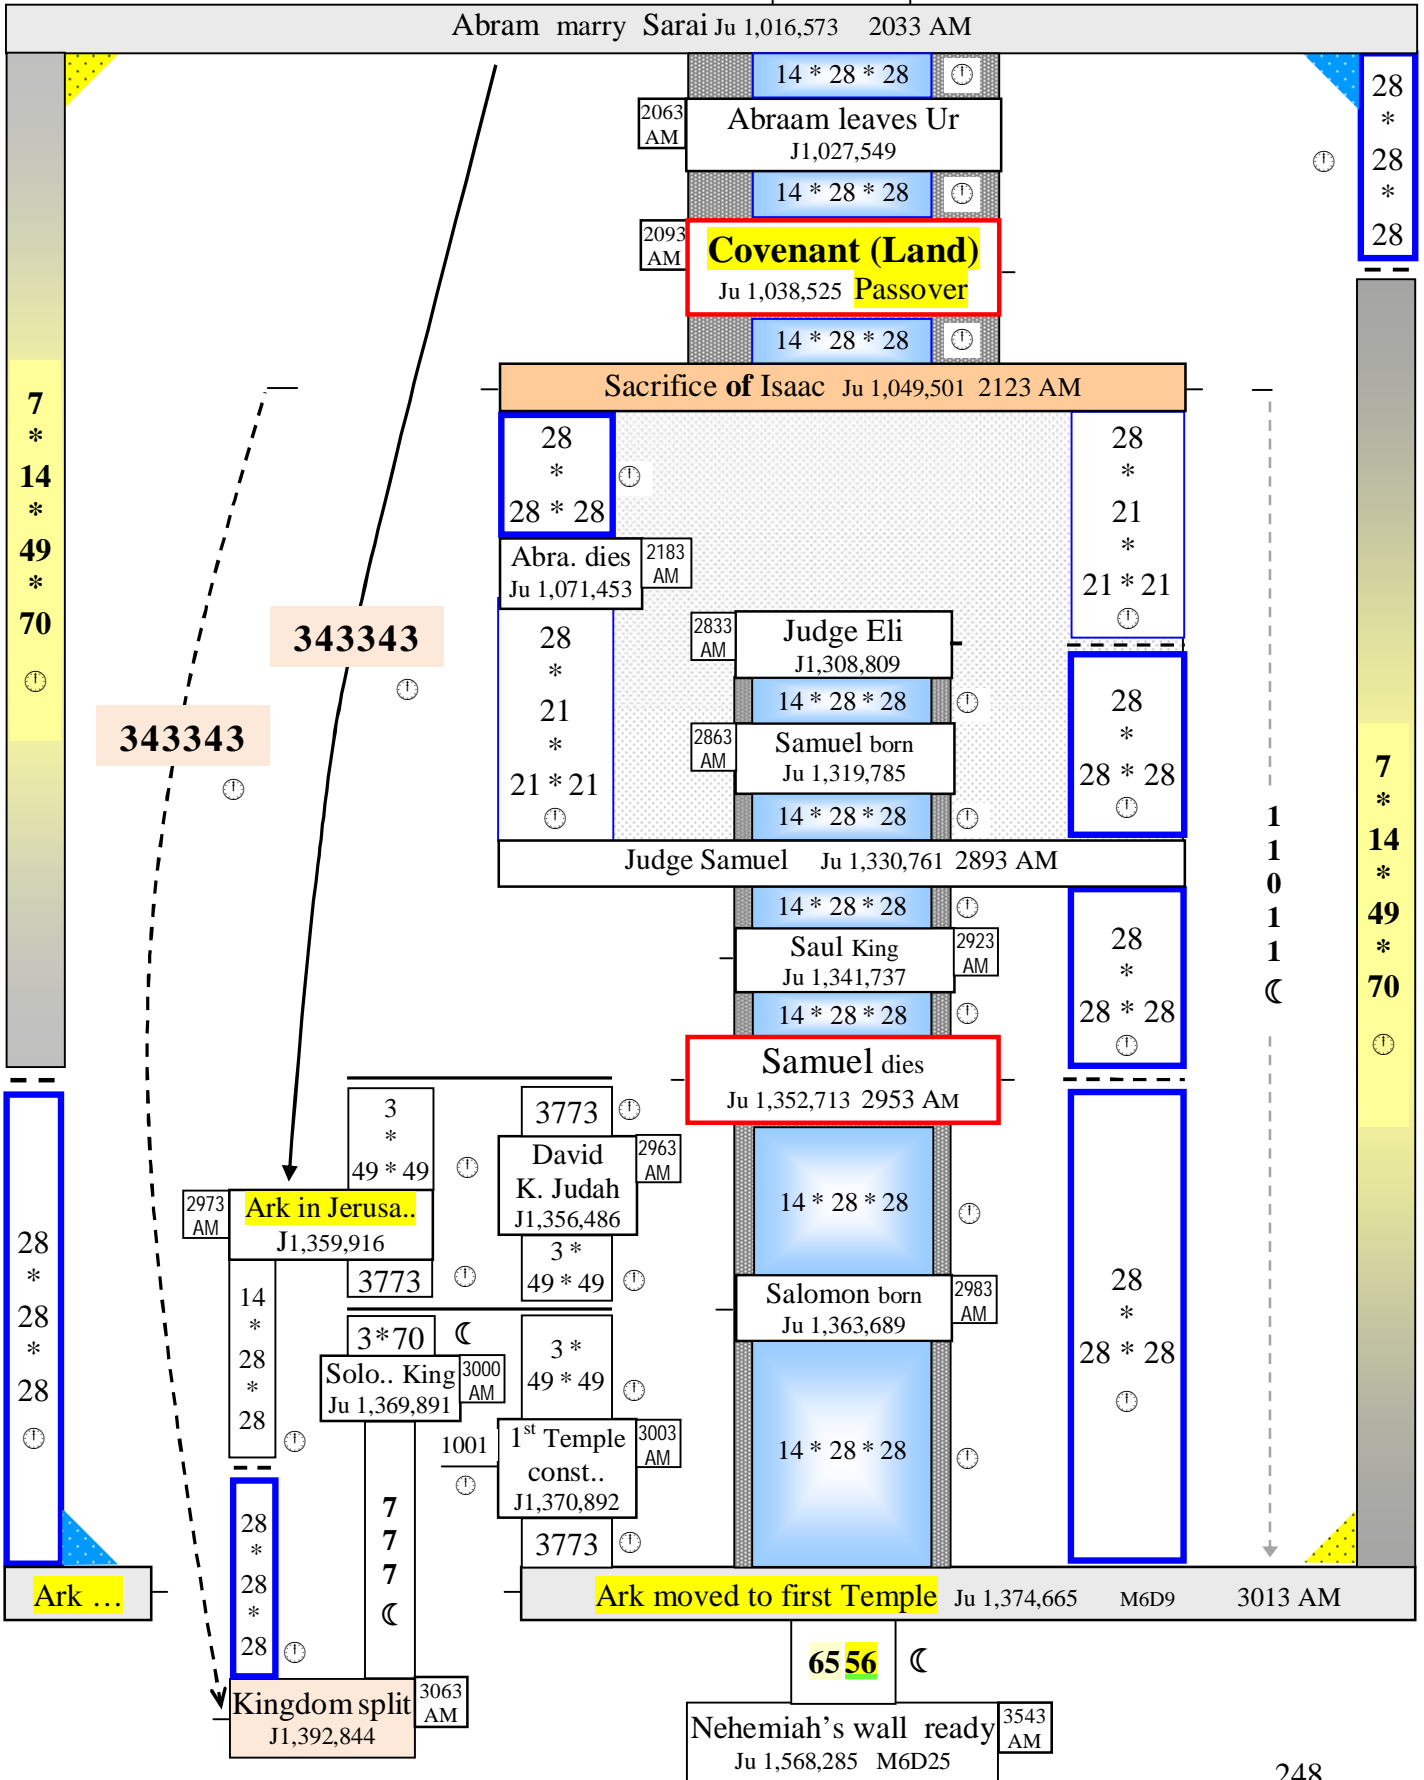 Abram marry Sarai Ju 1,016,573 2033 AM
14 * 28 * 28
2063
AM
Abraam leaves Ur
J1,027,549
14 * 28 * 28
2093
AM
Covenant (Land)
Ju 1,038,525 Passover
14 * 28 * 28
28
*
28
*
28
Sacrifice of Isaac Ju 1,049,501 2123 AM
7
*
14
*
49
*
70
28
*
28 * 28
Abra. dies
Ju 1,071,453
2183
AM
28
*
21
*
21 * 21
28
*
21
*
21 * 21
28
*
28 * 28
343343
343343
2833
AM
Judge Eli
J1,308,809
14 * 28 * 28
2863
AM
Samuel born
Ju 1,319,785
14 * 28 * 28
Judge Samuel Ju 1,330,761 2893 AM
14 * 28 * 28
Saul King
Ju 1,341,737
2923
AM
14 * 28 * 28
28
*
28 * 28
1
1
0
1
1
☾
7
*
14
*
49
*
70
Samuel dies
Ju 1,352,713 2953 AM
3
*
49 * 49
3773
David
K. Judah
J1,356,486
2963
AM
2973
AM
Ark in Jerusa..
J1,359,916
3773
3 *
49 * 49
14 * 28 * 28
Salomon born
Ju 1,363,689
2983
AM
28
*
28
*
28
14
*
28
*
28
3*70 ☾
Solo.. King
Ju 1,369,891
3000
AM
3 *
49 * 49
1001
1st Temple
const..
J1,370,892
3003
AM
3773
14 * 28 * 28
28
*
28 * 28
28
*
28
*
28
7
7
7
☾
Ark …
Ark moved to first Temple Ju 1,374,665 M6D9 3013 AM
65 56 ☾
Kingdom split
J1,392,844
3063
AM
Nehemiah's wall ready
Ju 1,568,285 M6D25
3543
AM
248